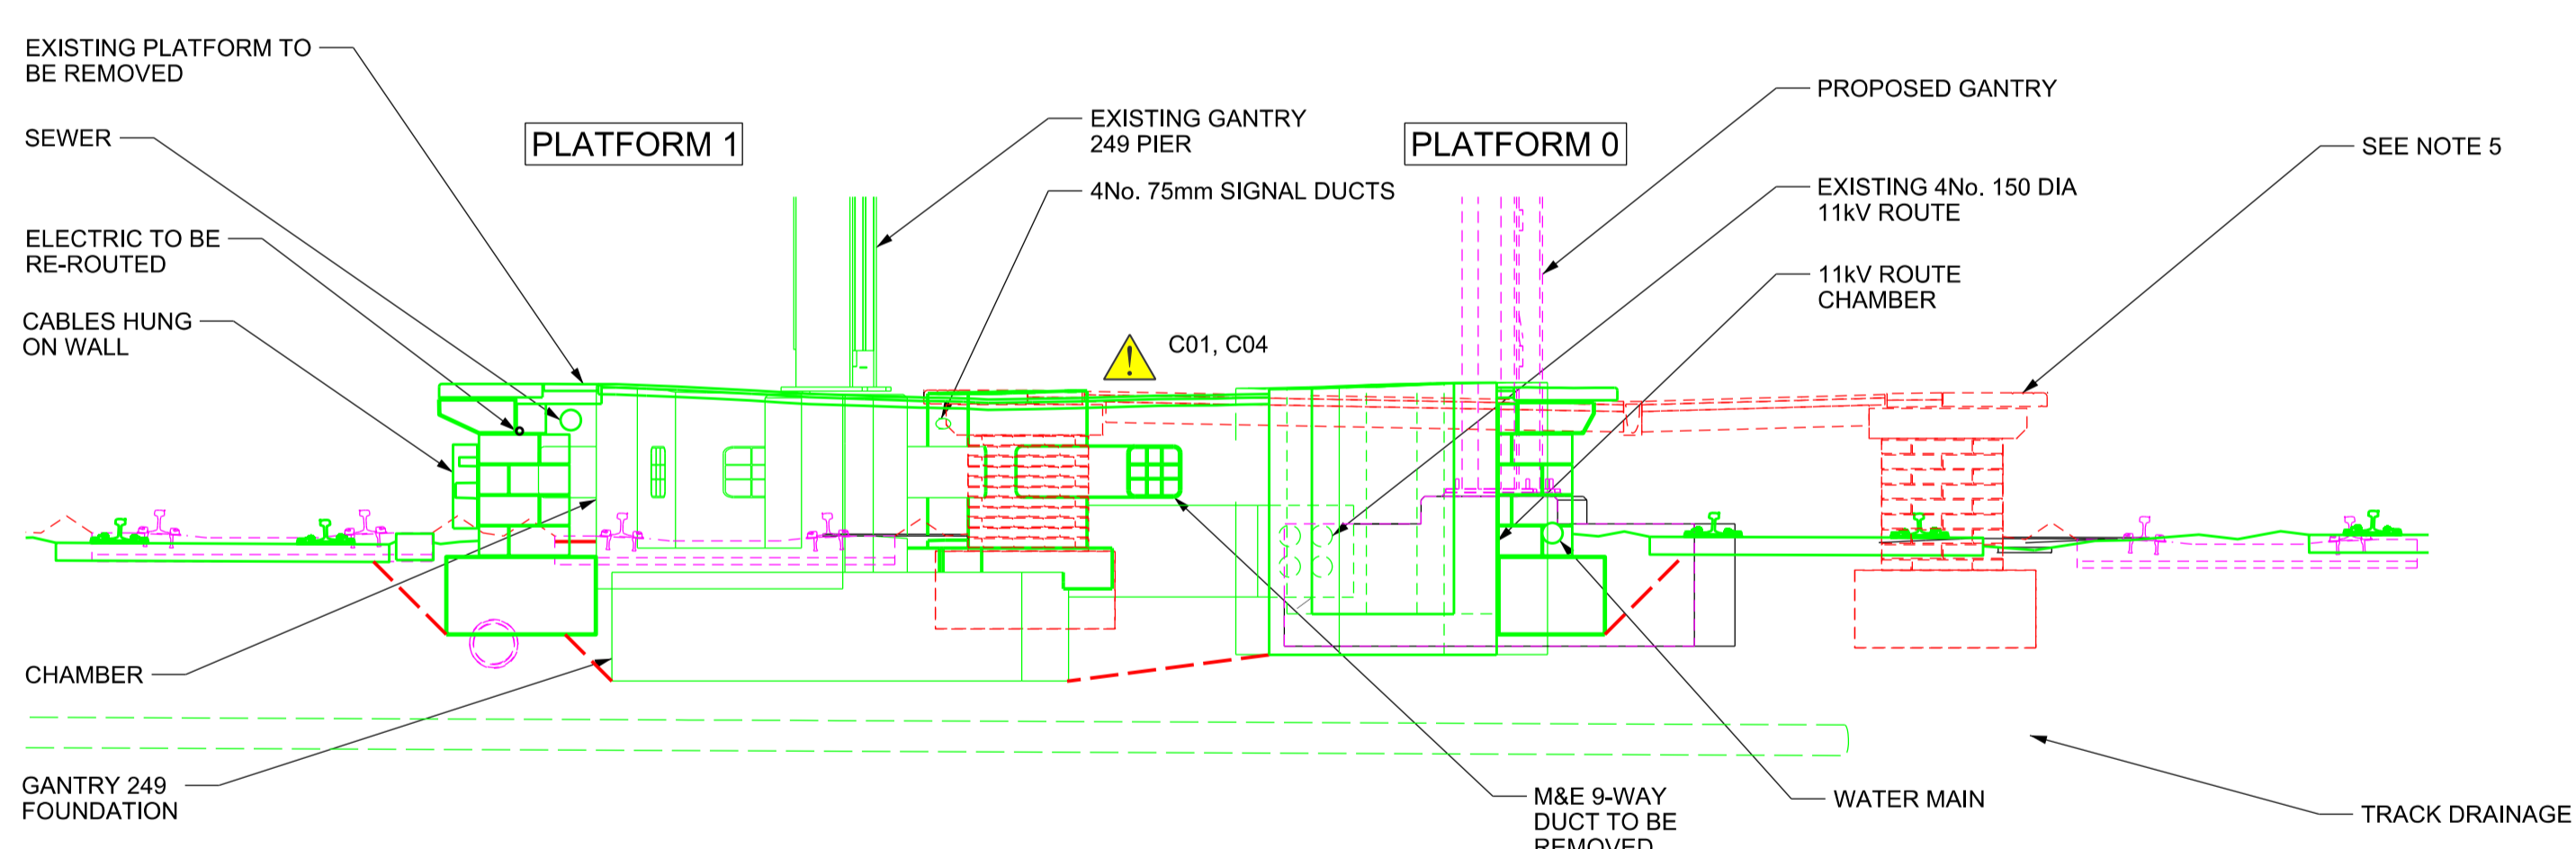 EXISTING PLATFORM TO
BE REMOVED
SEWER
ELECTRIC TO BE
RE-ROUTED
CABLES HUNG
ON WALL
CHAMBER
GANTRY 249
FOUNDATION
PLATFORM 1
EXISTING GANTRY
249 PIER
4No. 75mm SIGNAL DUCTS
C01, C04
PLATFORM 0
PROPOSED GANTRY
EXISTING 4No. 150 DIA
11kV ROUTE
11kV ROUTE
CHAMBER
SEE NOTE 5
M&E 9-WAY
DUCT TO BE
REMOVED
WATER MAIN
TRACK DRAINAGE